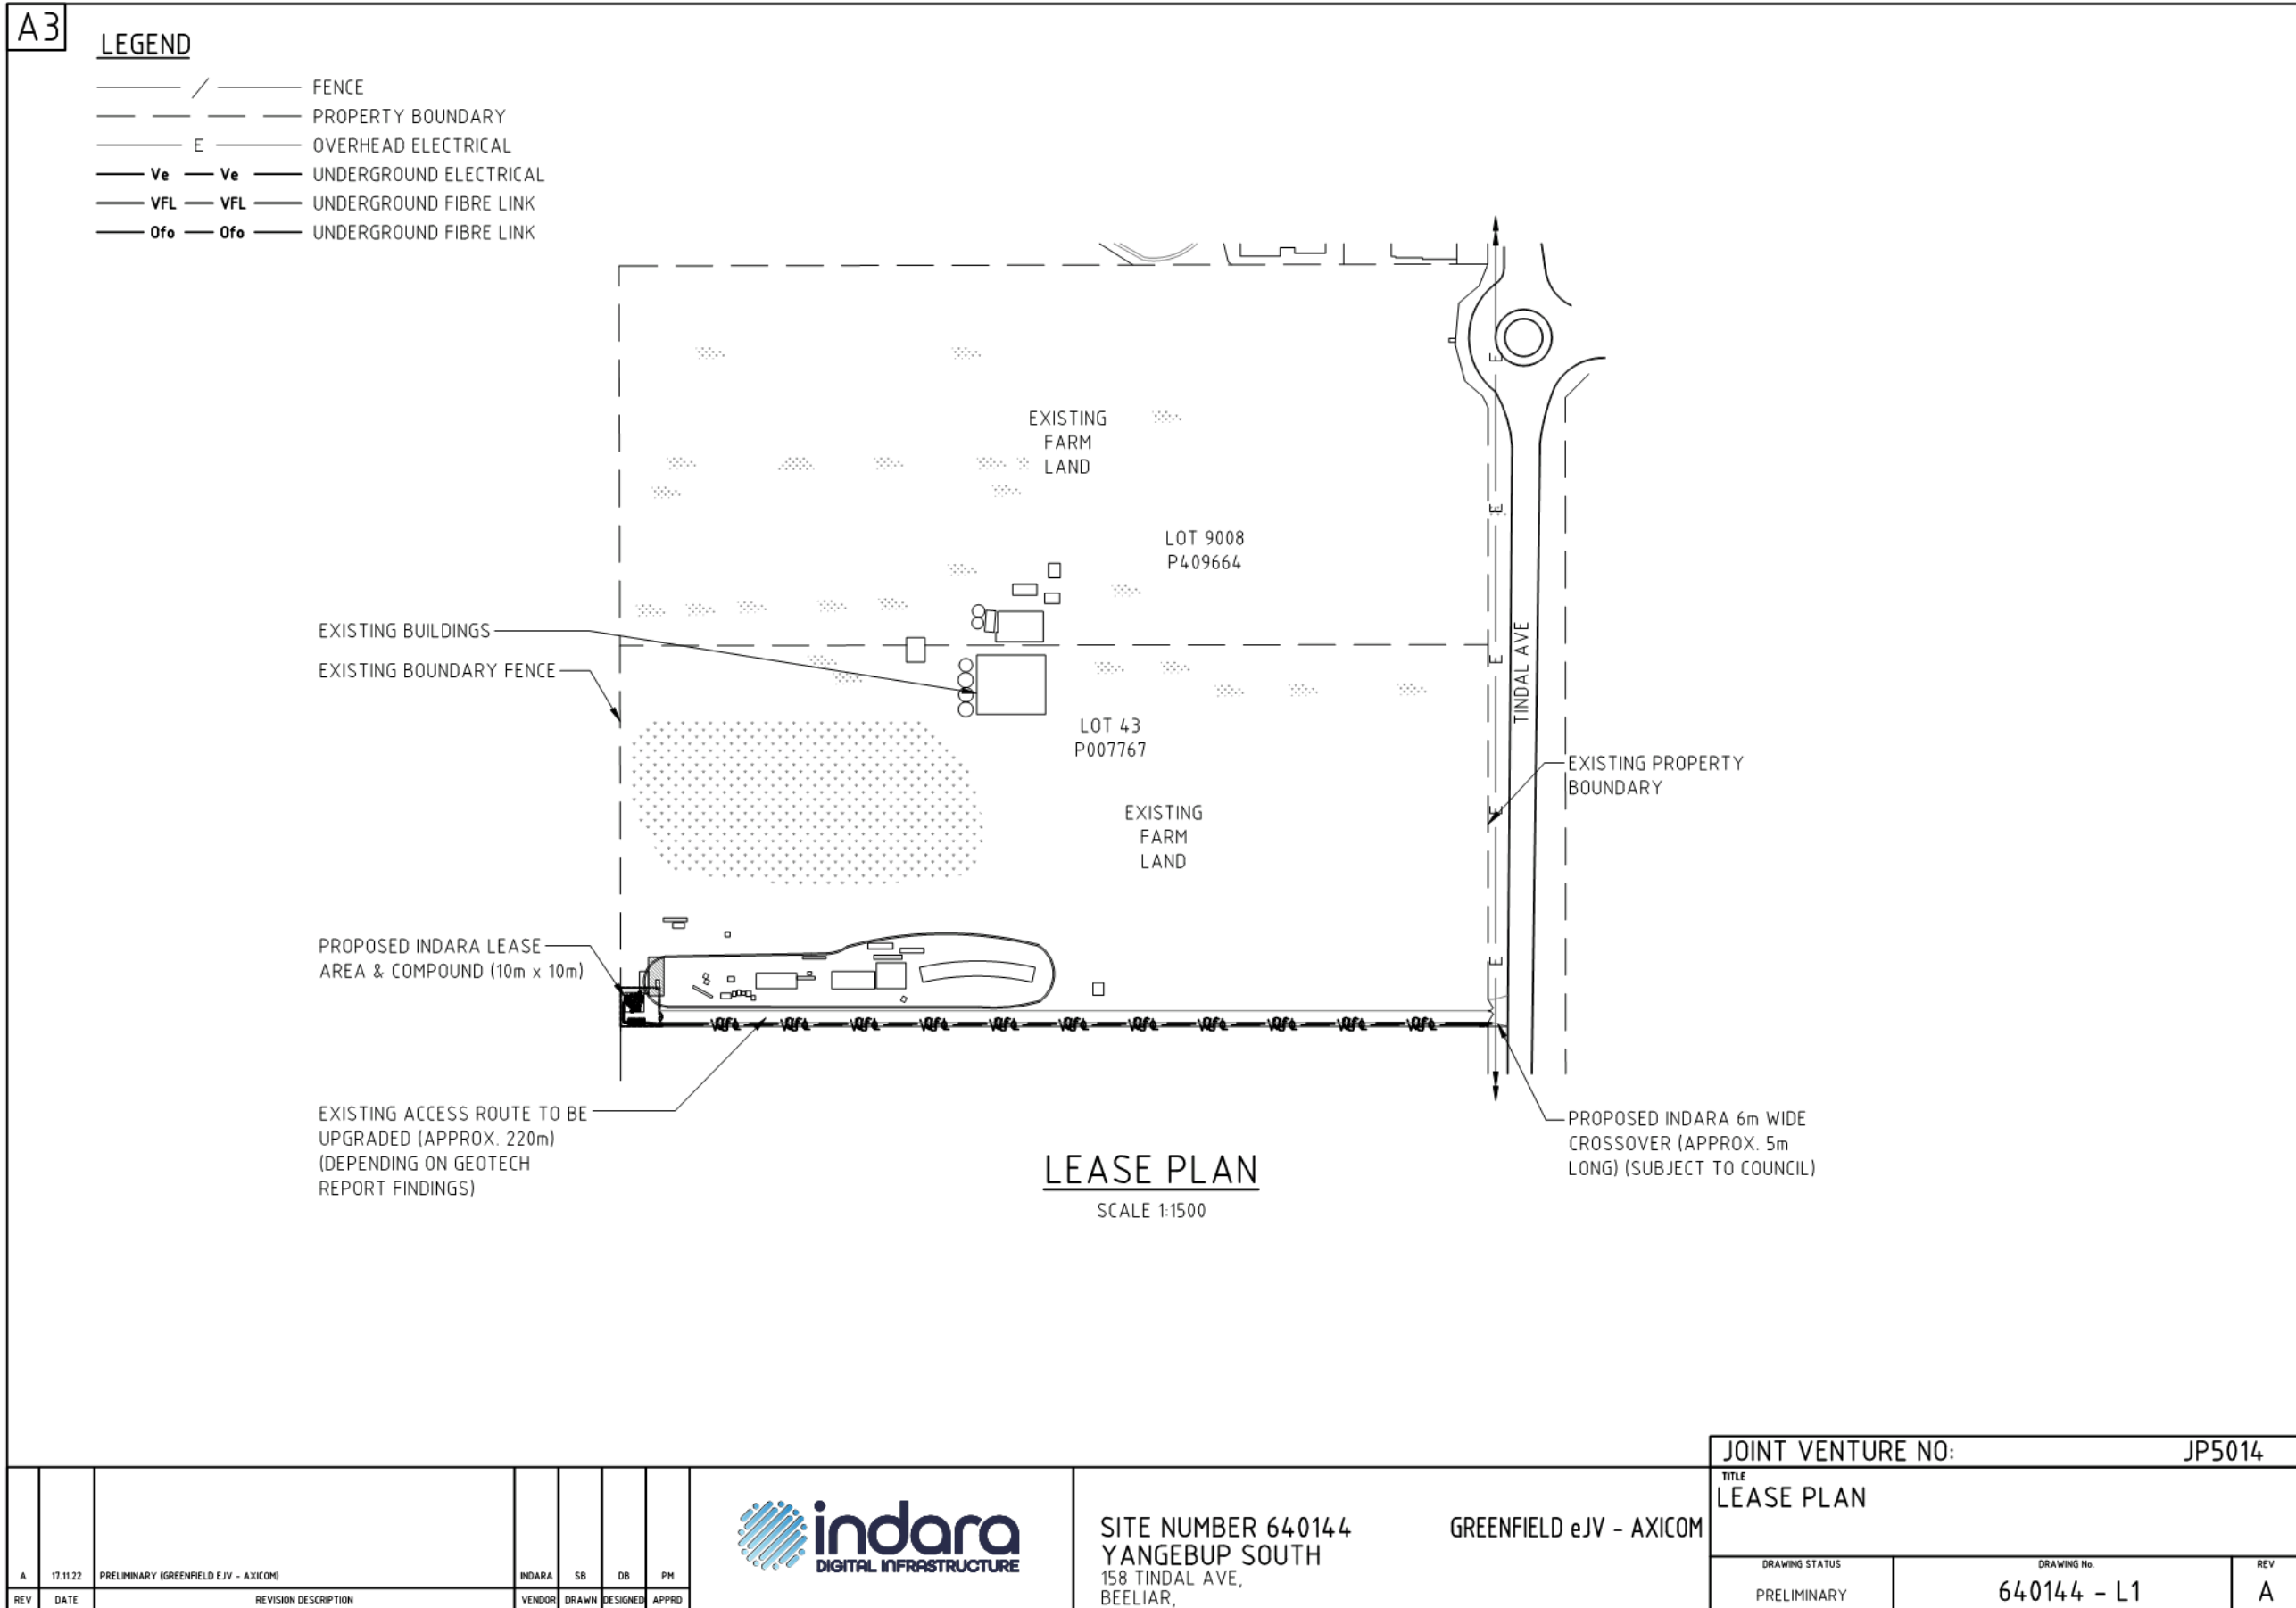 A3
LEGEND
FENCE
PROPERTY BOUNDARY
E OVERHEAD ELECTRICAL
Ve Ve UNDERGROUND ELECTRICAL
VFL VFL UNDERGROUND FIBRE LINK
Ofo Ofo UNDERGROUND FIBRE LINK
E
EXISTING
FARM
LAND
E
LOT 9008
P409664
EXISTING BUILDINGS
EXISTING BOUNDARY FENCE
E
TINDAL AVE
LOT 43
P007767
EXISTING PROPERTY
BOUNDARY
EXISTING
FARM
LAND
E
PROPOSED INDARA LEASE
AREA & COMPOUND (10m x 10m)
E
EXISTING ACCESS ROUTE TO BE
UPGRADED (APPROX. 220m)
(DEPENDING ON GEOTECH
REPORT FINDINGS)
PROPOSED INDARA 6m WIDE
CROSSOVER (APPROX. 5m
LONG) (SUBJECT TO COUNCIL)
LEASE PLAN
SCALE 1:1500
JOINT VENTURE NO: JP5014
TITLE
LEASE PLAN
DRAWING STATUS
PRELIMINARY
DRAWING No.
640144 - L1
REV
A
indara
DIGITAL INFRASTRUCTURE
SITE NUMBER 640144
YANGEBUP SOUTH
158 TINDAL AVE,
BEELIAR,
GREENFIELD eJV - AXICOM
A 17.11.22 PRELIMINARY (GREENFIELD EJV - AXICOM) INDARA SB DB PM
REV DATE REVISION DESCRIPTION VENDOR DRAWN DESIGNED APPRD